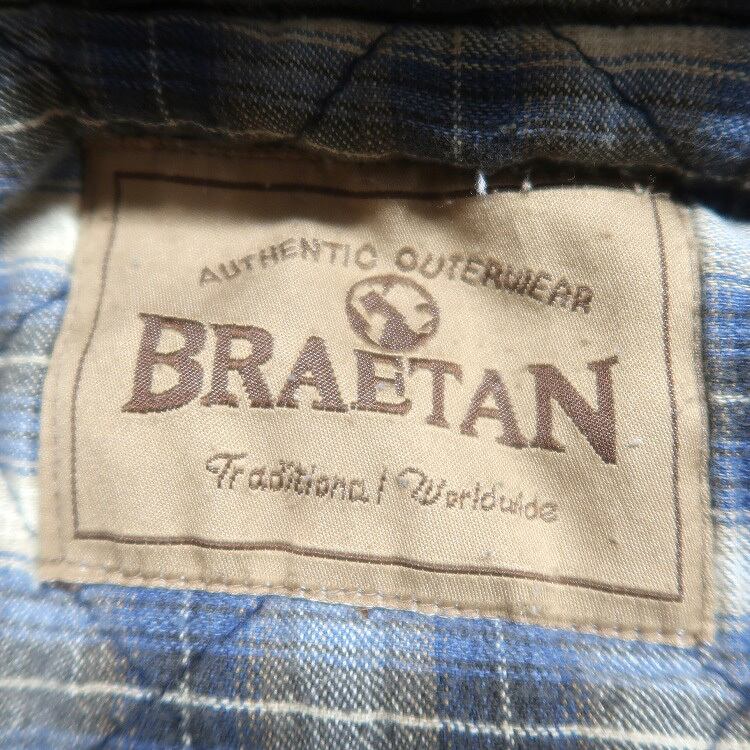 AUTHENTIC OUTERWEAR
BRAETAN
Traditional Worldwide